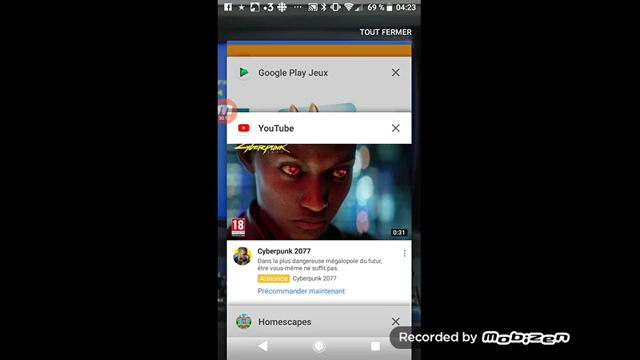 69 % 04:23
TOUT FERMER
Google Play Jeux
YouTube
Cyberpunk
18
0:31
Cyberpunk 2077
Dans la plus dangereuse mégalopole du futur,
être vous-même ne suffit pas.
Annonce Cyberpunk 2077
Précommander maintenant
Homescapes
Recorded by MOBIZEN